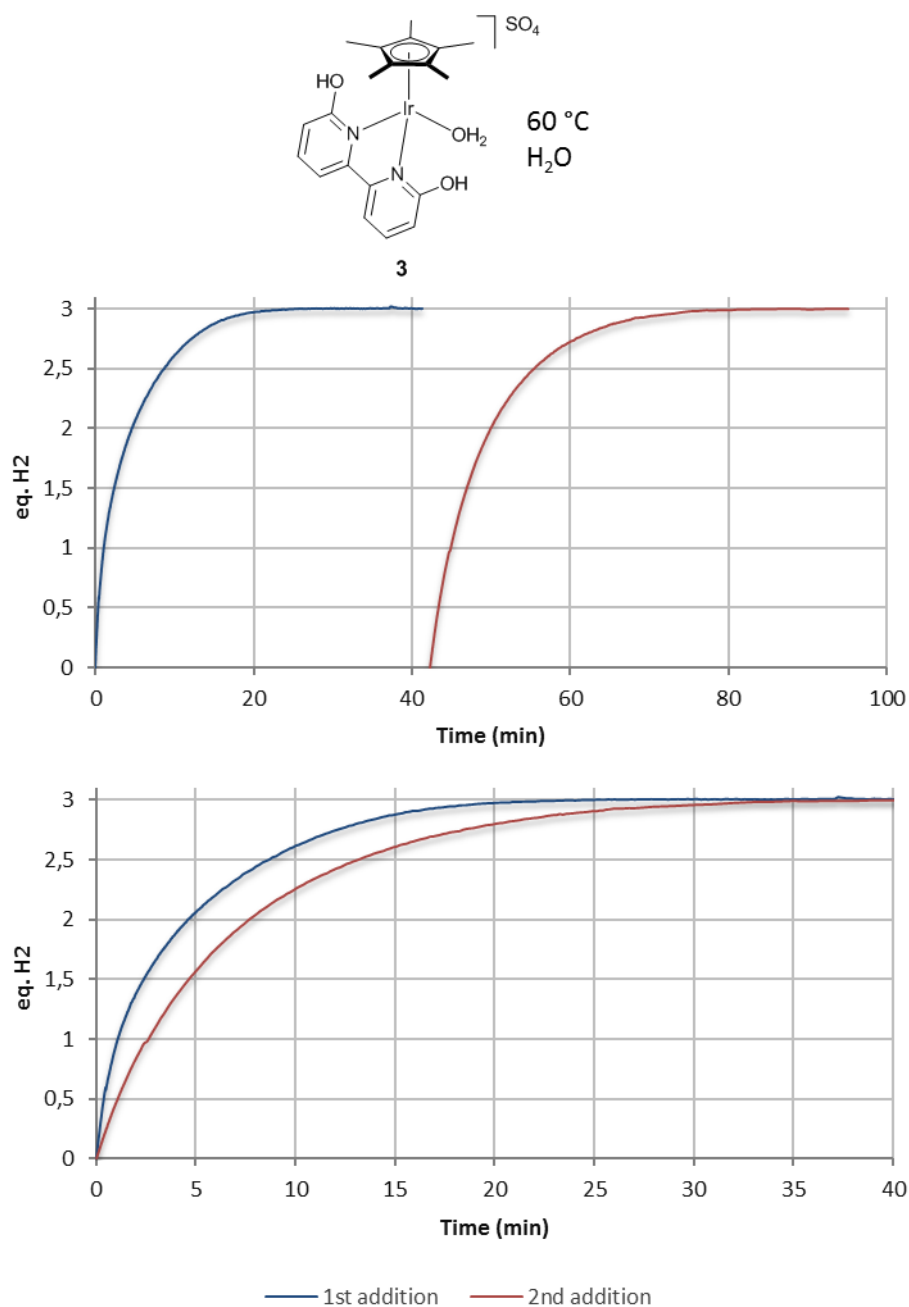 SO4
HO
Ir
N
OH2
60 °C
H2O
N
OH
3
3
2,5
2
1,5
1
0,5
0
eq. H2
0 20 40 60 80 100
Time (min)
3
2,5
2
1,5
1
0,5
0
eq. H2
0 5 10 15 20 25 30 35 40
Time (min)
1st addition 2nd addition